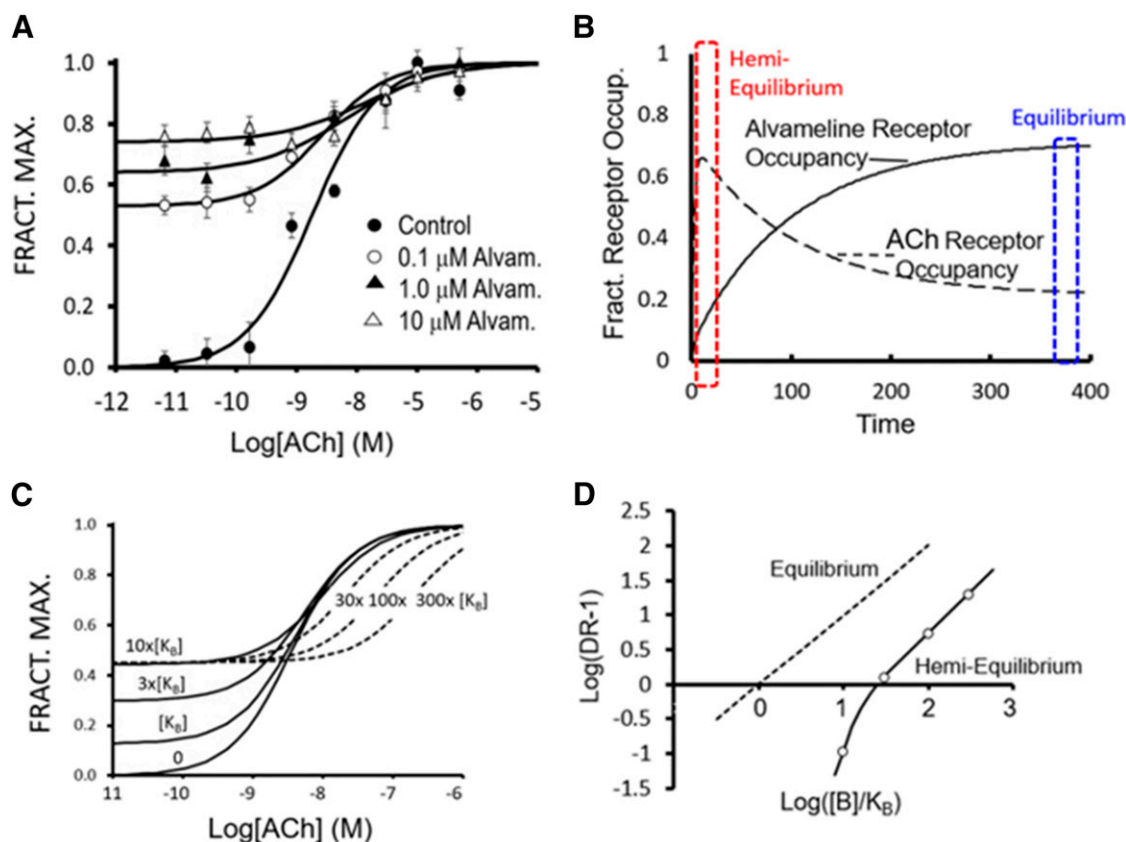 A
FRACT. MAX.
1.0
0.8
0.6
0.4
0.2
0.0
-12 -11 -10 -9 -8 -7 -6 -5
Log[ACh] (M)
Control
0.1 μM Alvam.
1.0 μM Alvam.
10 μM Alvam.
B
Fract. Receptor Occup.
1
0.8
0.6
0.4
0.2
0
0 100 200 300 400
Time
Hemi-
Equilibrium
Alvameline Receptor
Occupancy
Equilibrium
ACh Receptor
Occupancy
C
FRACT. MAX.
1.0
0.8
0.6
0.4
0.2
0.0
11 -10 -9 -8 -7 -6
Log[ACh] (M)
10x[KB]
3x[KB]
[KB]
0
30x 100x 300x [KB]
D
Log(DR-1)
2.5
2
1.5
1
0.5
0
-0.5
-1
-1.5
0 1 2 3
Equilibrium
Hemi-Equilibrium
Log([B]/KB)